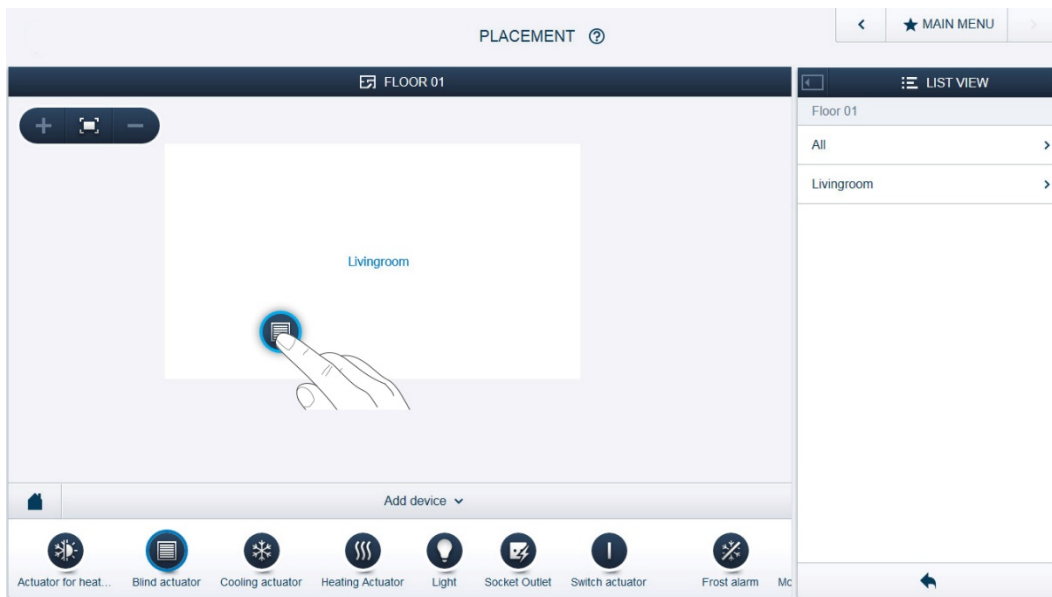 PLACEMENT
MAIN MENU
FLOOR 01
LIST VIEW
Floor 01
All
Livingroom
Livingroom
Add device
Actuator for heat...
Blind actuator
Cooling actuator
Heating Actuator
Light
Socket Outlet
Switch actuator
Frost alarm
Mc